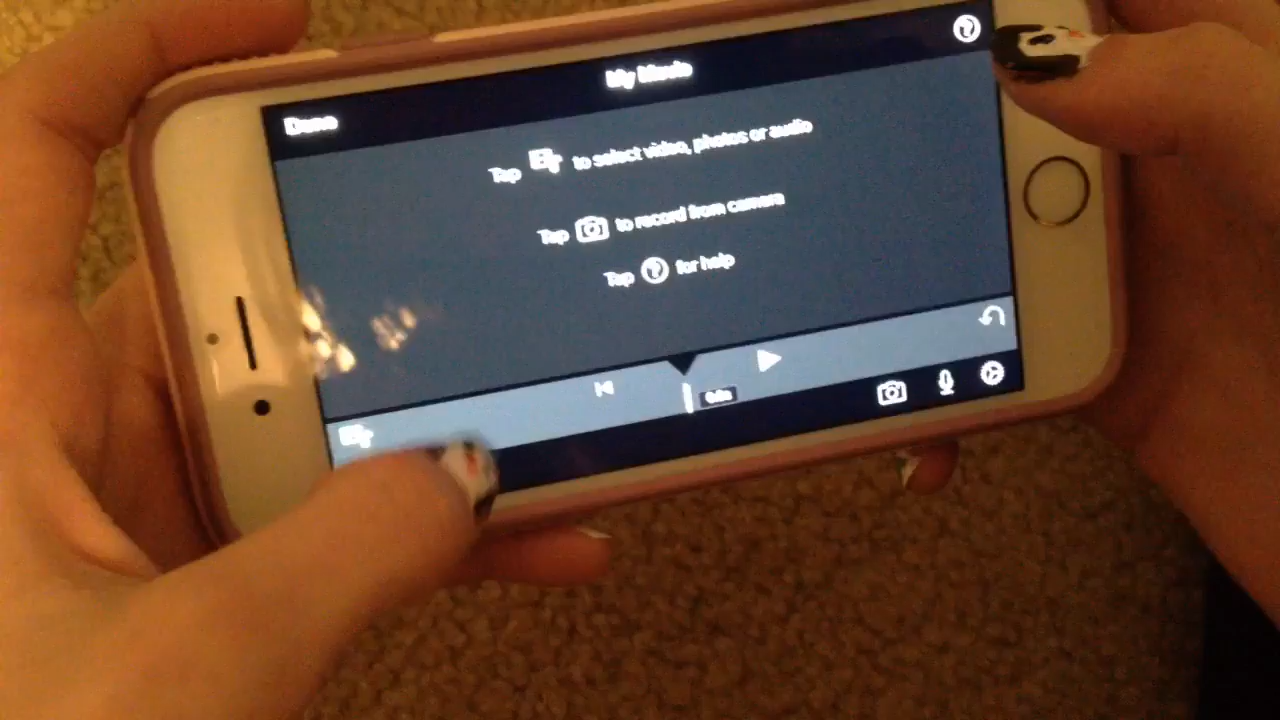 My Movie
Done
Tap to select video, photos or audio
Tap to record from camera
Tap ? for help